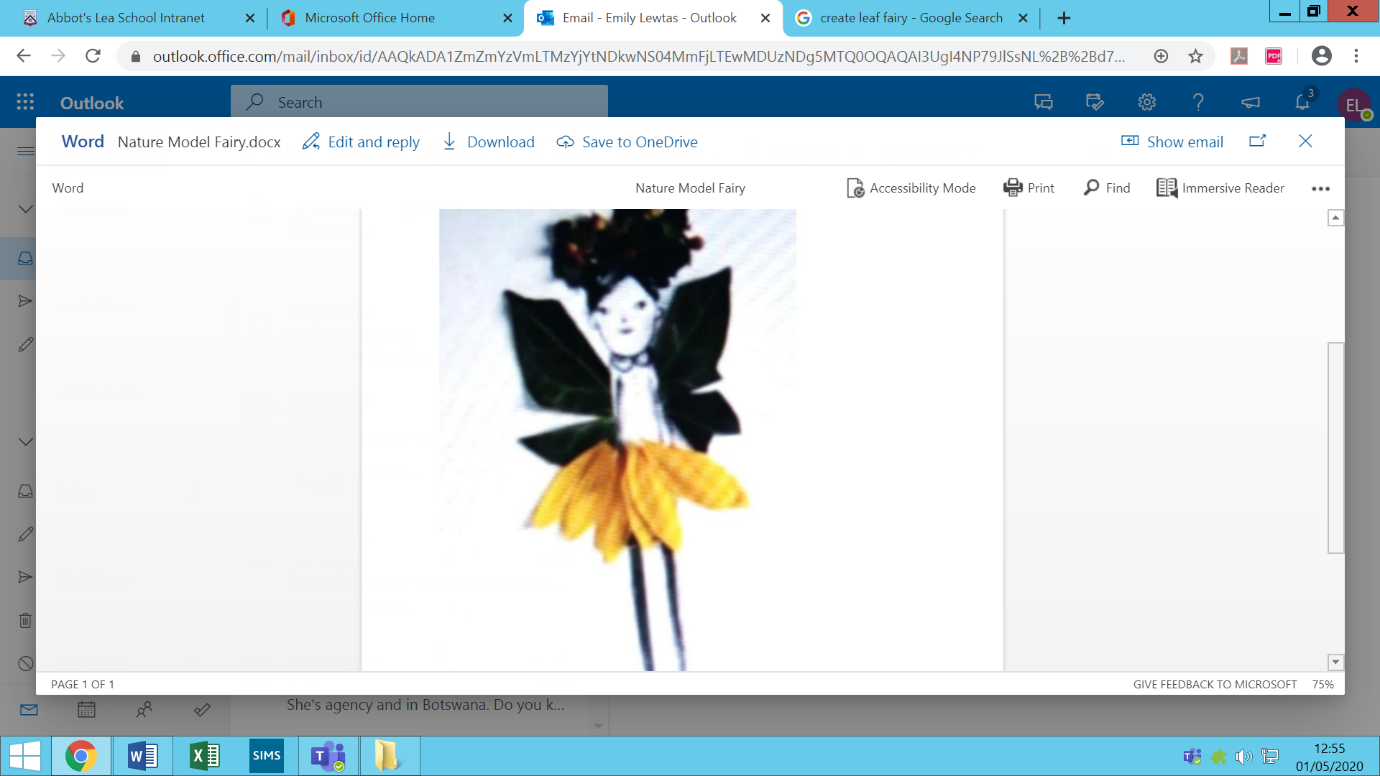 Abbot's Lea School Intranet
Microsoft Office Home
Email - Emily Lewtas - Outlook
create leaf fairy - Google Search
outlook.office.com/mail/inbox/id/AAQkADA1ZmZmYzVmLTMzYjYtNDkwNS04MmFjLTEwMDUzNDg5MTQ0OQAQAI3UgI4NP79JlSsNL%2B%2Bd7...
Outlook
Search
3
EL
Word Nature Model Fairy.docx Edit and reply Download Save to OneDrive Show email
Word Nature Model Fairy Accessibility Mode Print Find Immersive Reader
PAGE 1 OF 1 GIVE FEEDBACK TO MICROSOFT 75%
She's agency and in Botswana. Do you k...
SIMS
12:55
01/05/2020